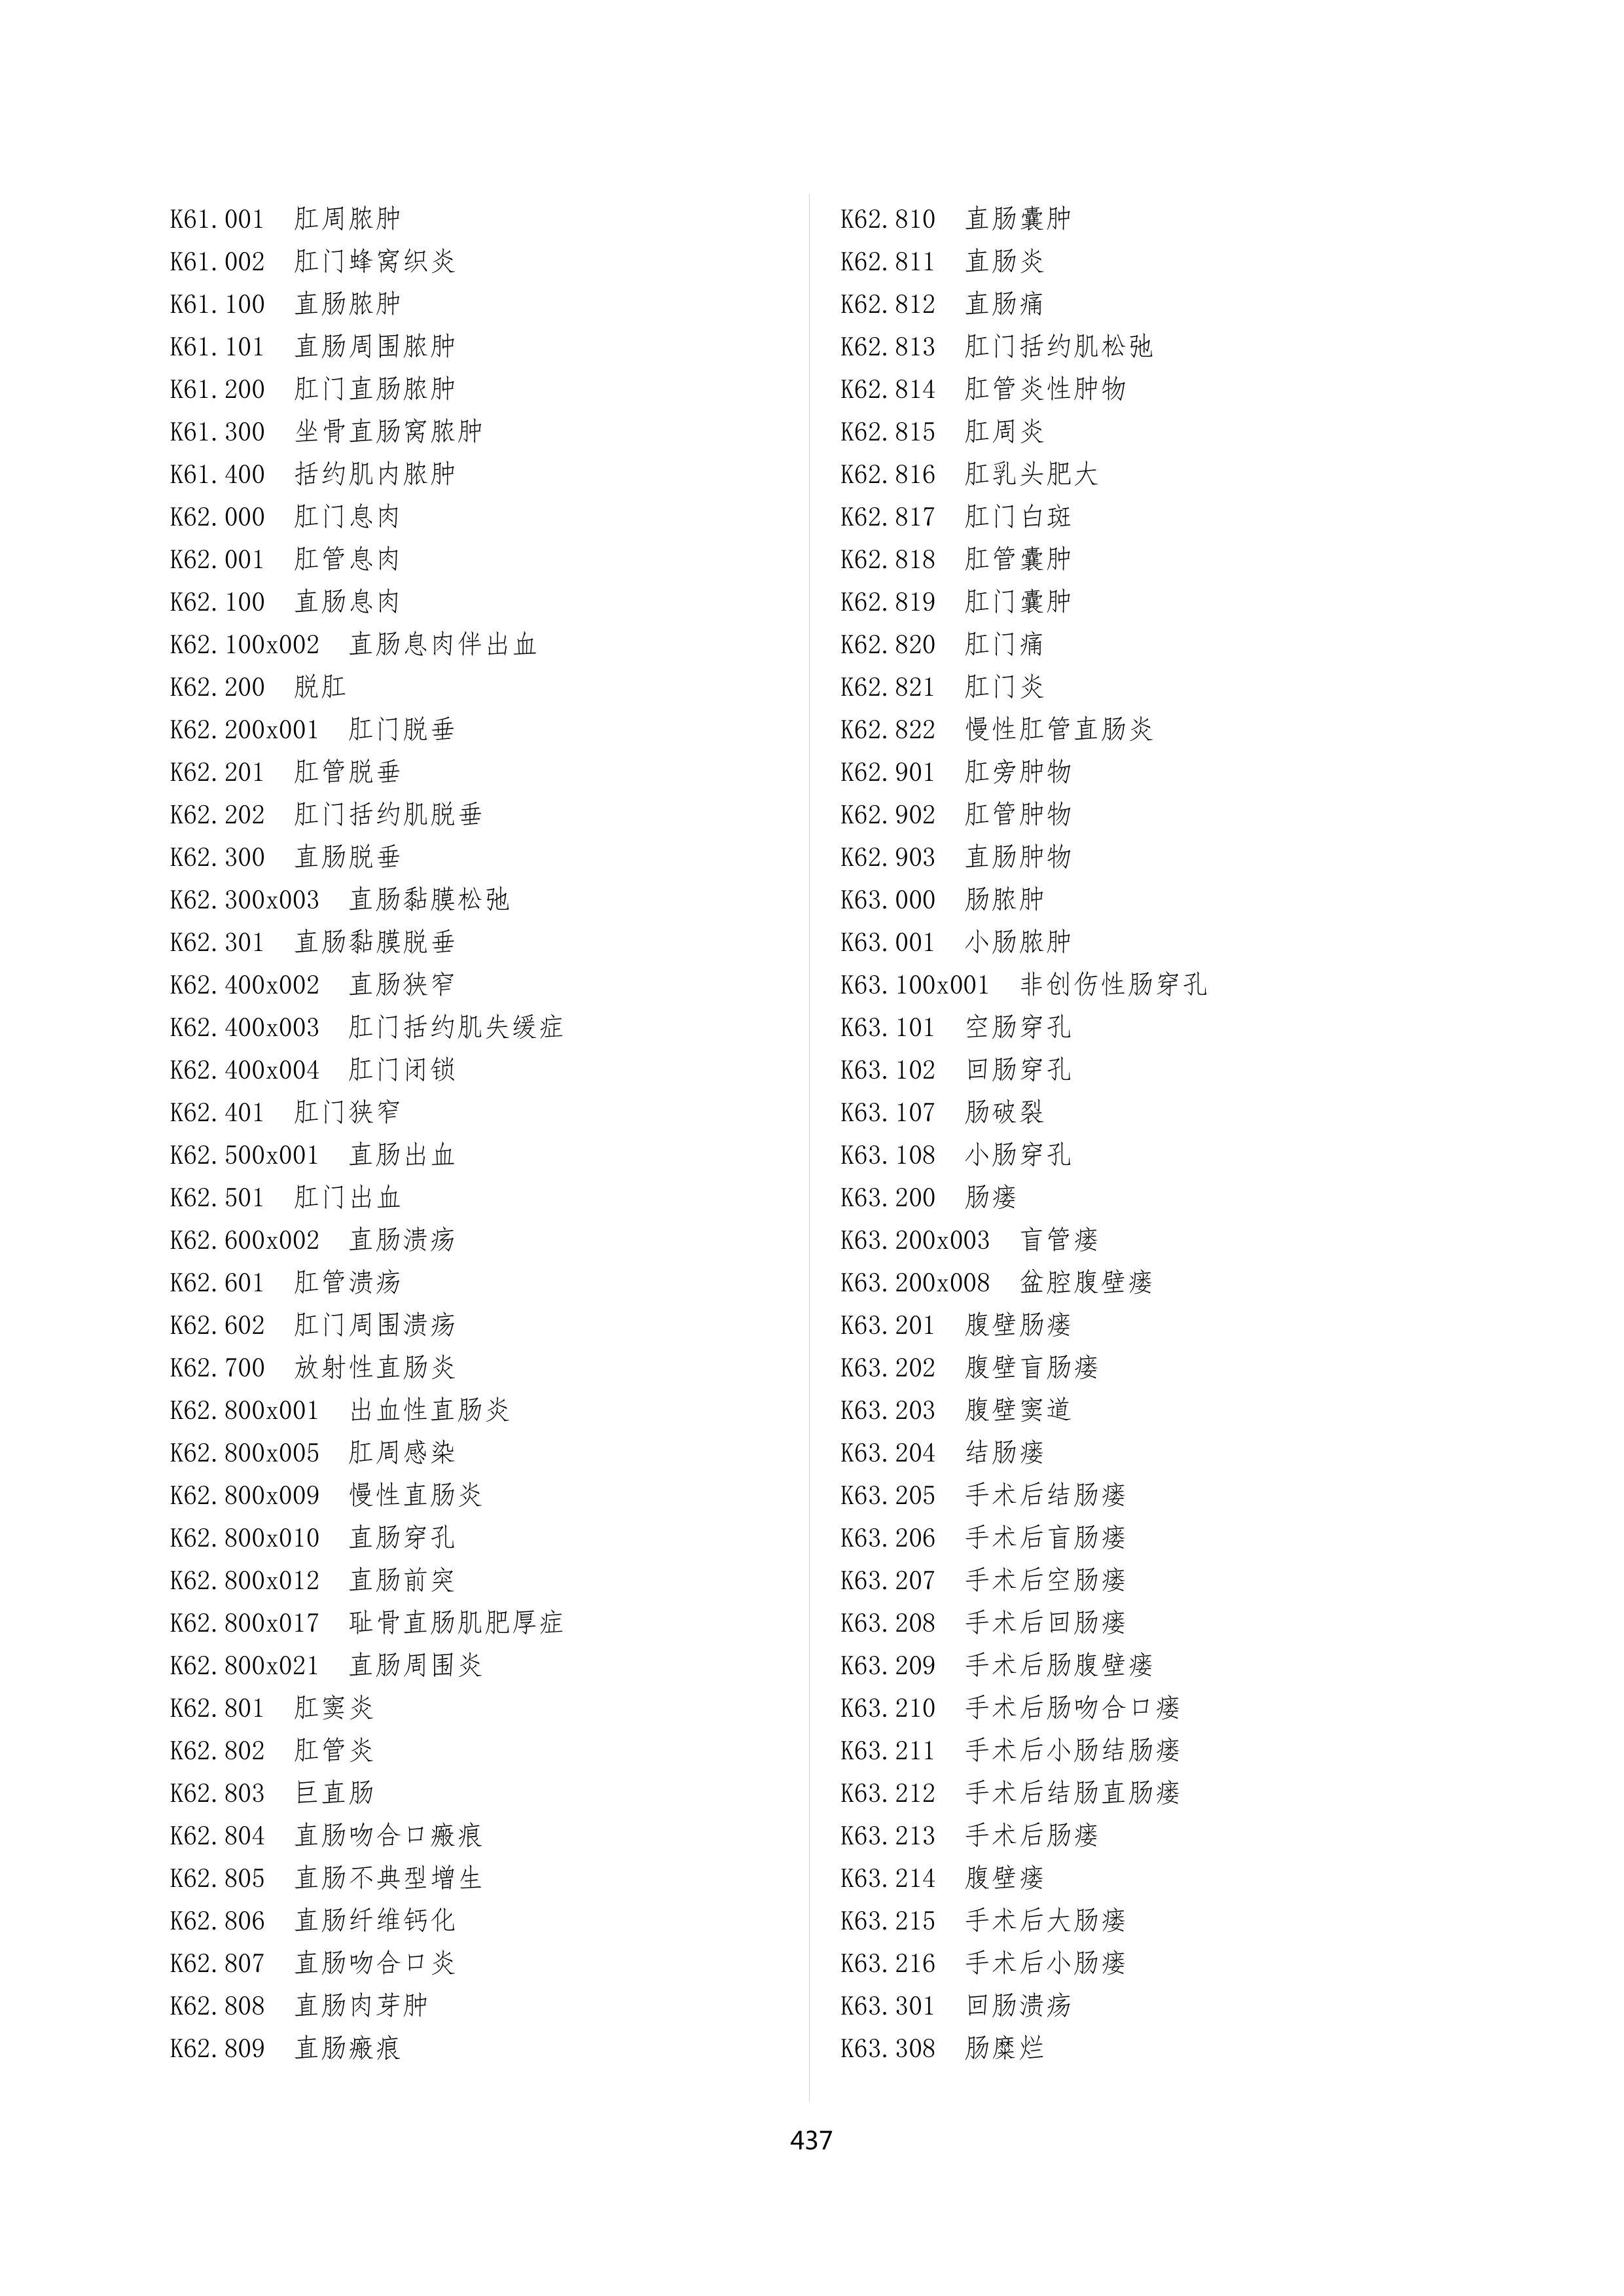 K61.001 肛周脓肿
K61.002 肛门蜂窝织炎
K61.100 直肠脓肿
K61.101 直肠周围脓肿
K61.200 肛门直肠脓肿
K61.300 坐骨直肠窝脓肿
K61.400 括约肌内脓肿
K62.000 肛门息肉
K62.001 肛管息肉
K62.100 直肠息肉
K62.100x002 直肠息肉伴出血
K62.200 脱肛
K62.200x001 肛门脱垂
K62.201 肛管脱垂
K62.202 肛门括约肌脱垂
K62.300 直肠脱垂
K62.300x003 直肠黏膜松弛
K62.301 直肠黏膜脱垂
K62.400x002 直肠狭窄
K62.400x003 肛门括约肌失缓症
K62.400x004 肛门闭锁
K62.401 肛门狭窄
K62.500x001 直肠出血
K62.501 肛门出血
K62.600x002 直肠溃疡
K62.601 肛管溃疡
K62.602 肛门周围溃疡
K62.700 放射性直肠炎
K62.800x001 出血性直肠炎
K62.800x005 肛周感染
K62.800x009 慢性直肠炎
K62.800x010 直肠穿孔
K62.800x012 直肠前突
K62.800x017 耻骨直肠肌肥厚症
K62.800x021 直肠周围炎
K62.801 肛窦炎
K62.802 肛管炎
K62.803 巨直肠
K62.804 直肠吻合口瘢痕
K62.805 直肠不典型增生
K62.806 直肠纤维钙化
K62.807 直肠吻合口炎
K62.808 直肠肉芽肿
K62.809 直肠瘢痕
K62.810 直肠囊肿
K62.811 直肠炎
K62.812 直肠痛
K62.813 肛门括约肌松弛
K62.814 肛管炎性肿物
K62.815 肛周炎
K62.816 肛乳头肥大
K62.817 肛门白斑
K62.818 肛管囊肿
K62.819 肛门囊肿
K62.820 肛门痛
K62.821 肛门炎
K62.822 慢性肛管直肠炎
K62.901 肛旁肿物
K62.902 肛管肿物
K62.903 直肠肿物
K63.000 肠脓肿
K63.001 小肠脓肿
K63.100x001 非创伤性肠穿孔
K63.101 空肠穿孔
K63.102 回肠穿孔
K63.107 肠破裂
K63.108 小肠穿孔
K63.200 肠瘘
K63.200x003 盲管瘘
K63.200x008 盆腔腹壁瘘
K63.201 腹壁肠瘘
K63.202 腹壁盲肠瘘
K63.203 腹壁窦道
K63.204 结肠瘘
K63.205 手术后结肠瘘
K63.206 手术后盲肠瘘
K63.207 手术后空肠瘘
K63.208 手术后回肠瘘
K63.209 手术后肠腹壁瘘
K63.210 手术后肠吻合口瘘
K63.211 手术后小肠结肠瘘
K63.212 手术后结肠直肠瘘
K63.213 手术后肠瘘
K63.214 腹壁瘘
K63.215 手术后大肠瘘
K63.216 手术后小肠瘘
K63.301 回肠溃疡
K63.308 肠糜烂
437